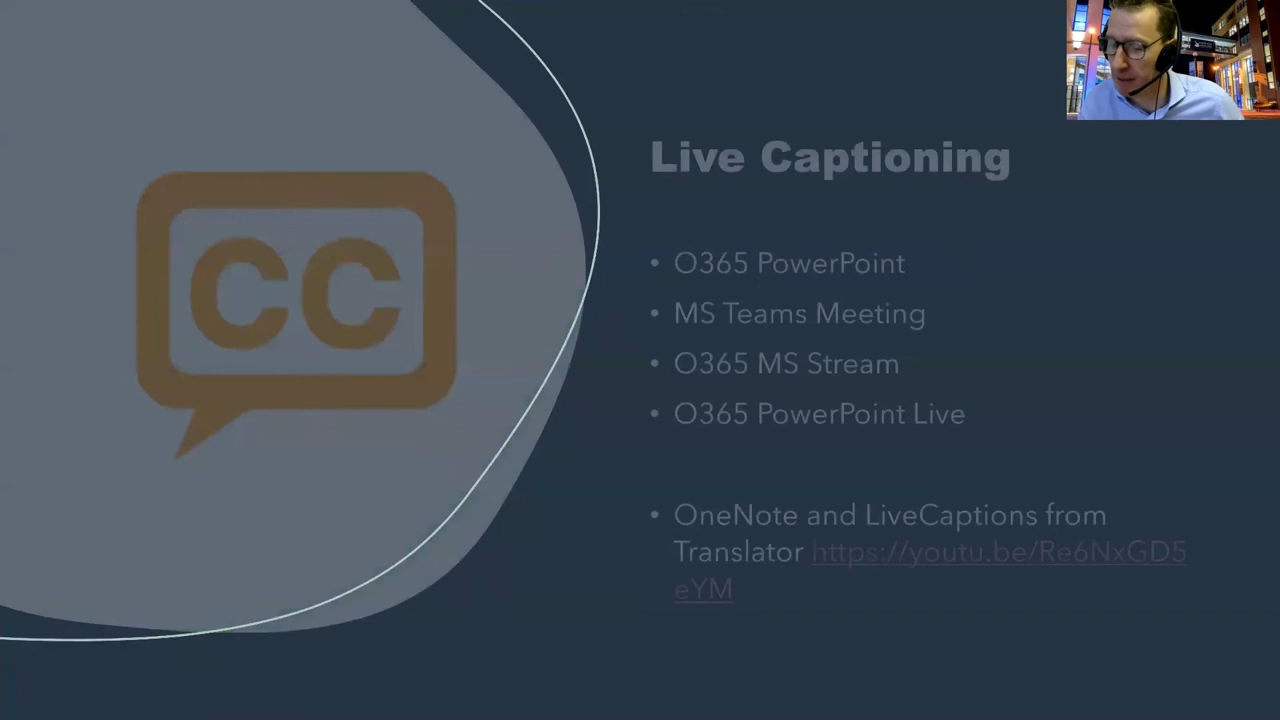 CC
Live Captioning
• O365 PowerPoint
• MS Teams Meeting
• O365 MS Stream
• O365 PowerPoint Live
• OneNote and LiveCaptions from
Translator https://youtu.be/Re6NxGD5
eYM